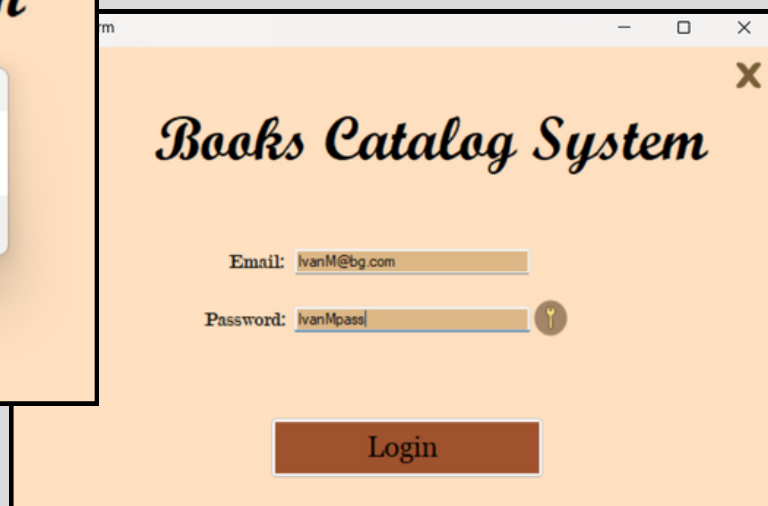 rm
Books Catalog System
Email: IvanM@bg.com
Password: IvanMpass
Login